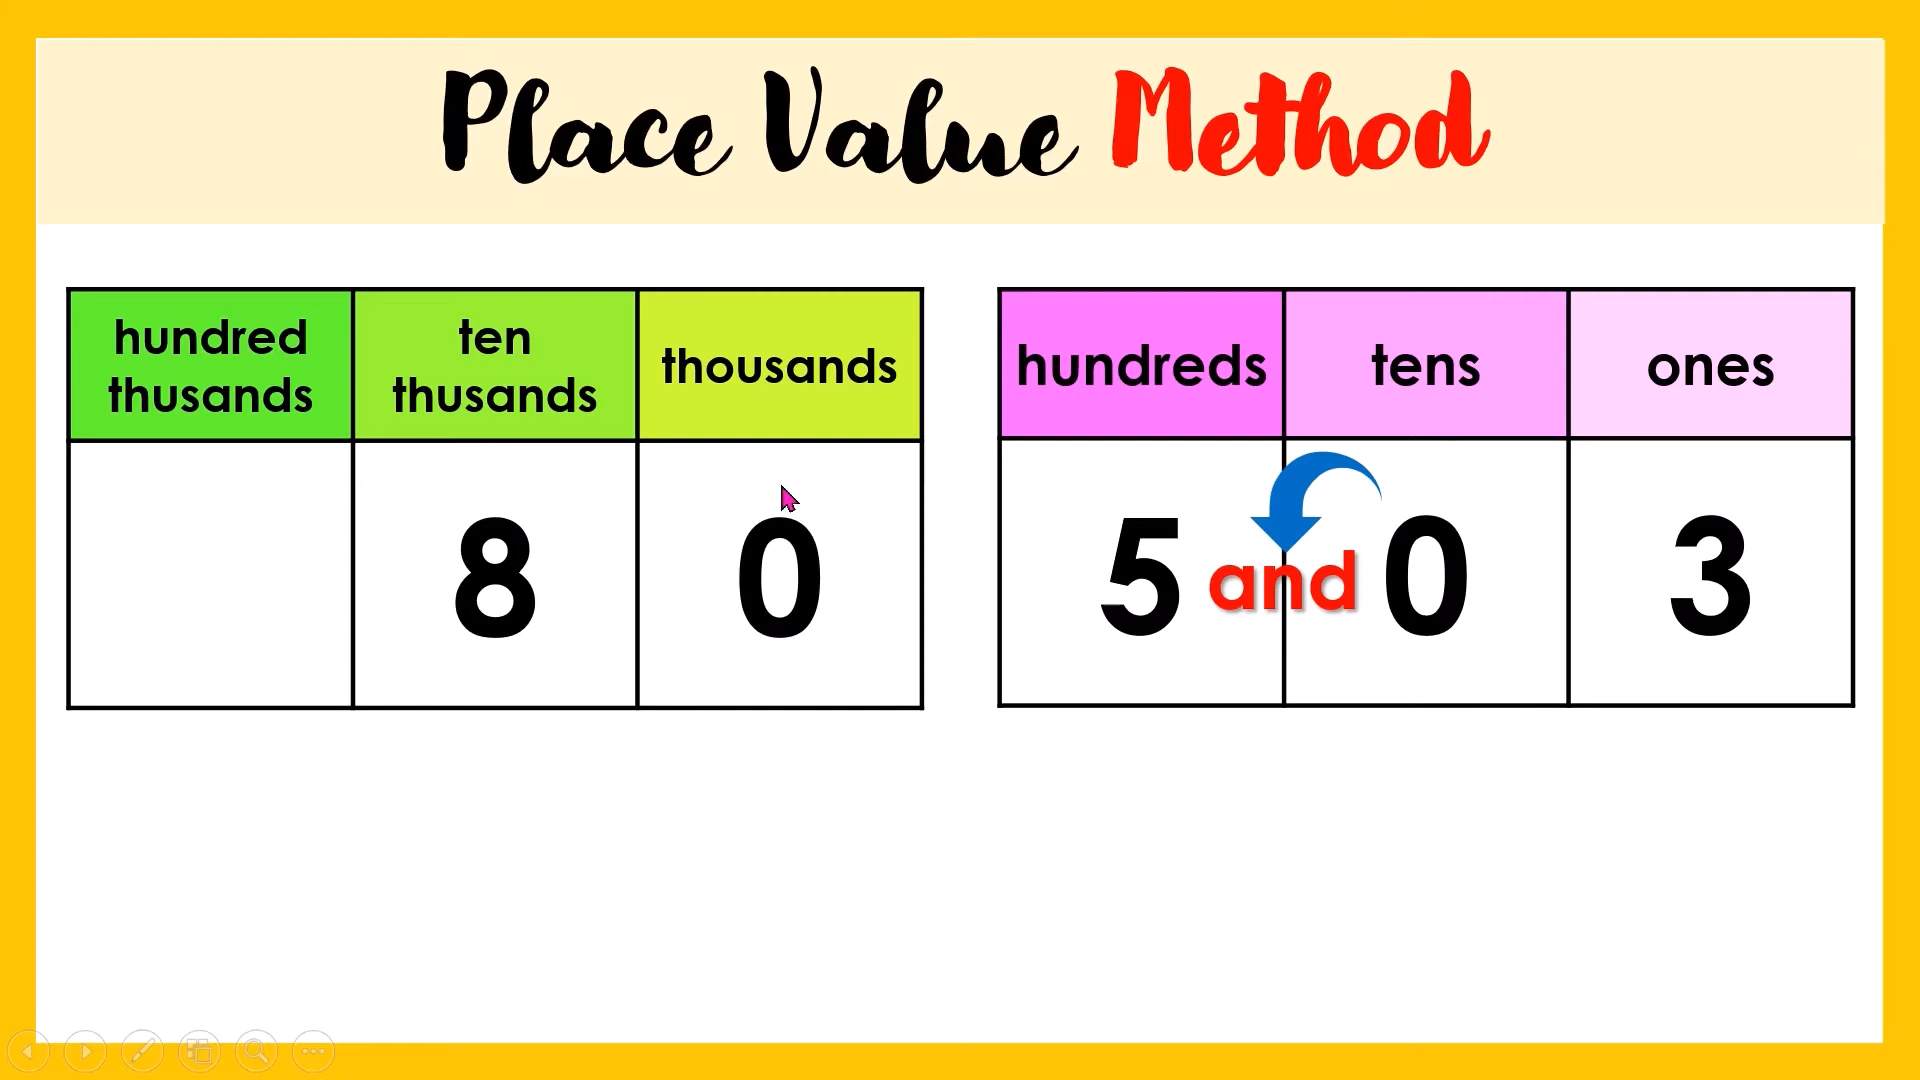 Place Value Method
hundred thusands
ten thusands
thousands
hundreds
tens
ones
8
0
5
and
0
3